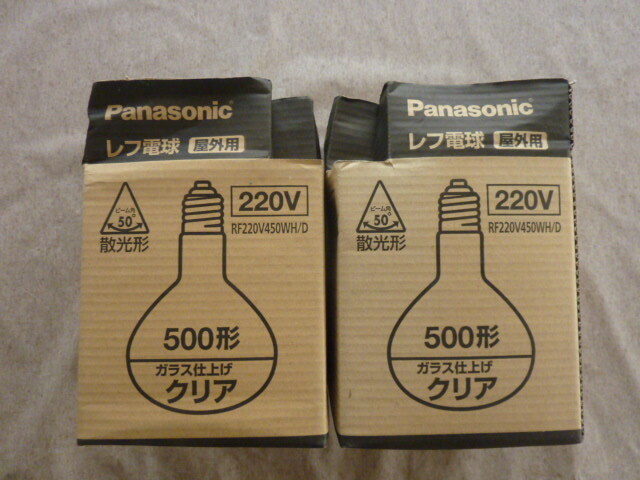 Panasonic
レフ電球 屋外用
ビーム角
50°
散光形
220V
RF220V450WH/D
500形
ガラス仕上げ
クリア
Panasonic
レフ電球 屋外用
ビーム角
50°
散光形
220V
RF220V450WH/D
500形
ガラス仕上げ
クリア